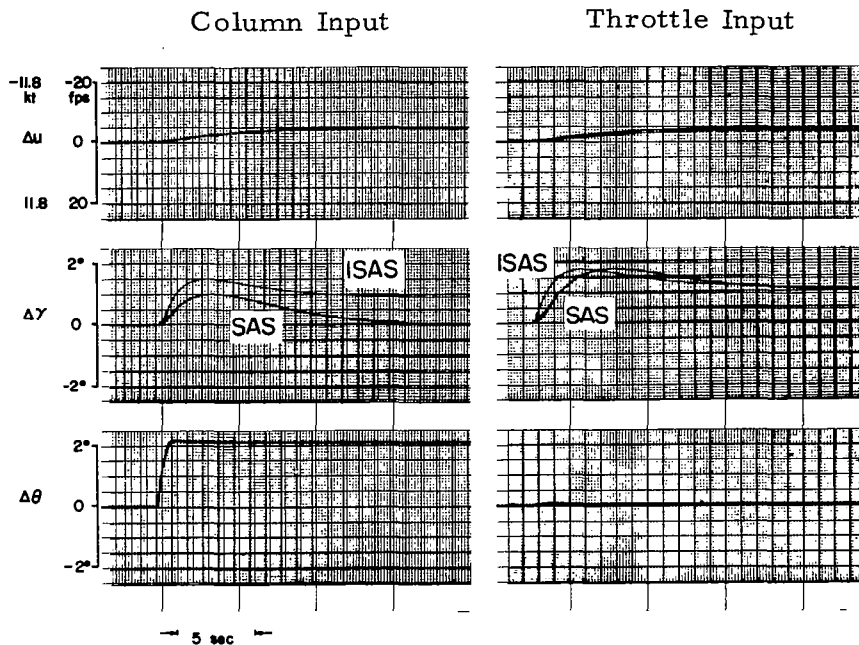 Column Input
Throttle Input
-11.8 -20
kt fps
Δu 0
11.8 20
2°
ISAS
Δγ 0
SAS
-2°
ISAS
SAS
2°
Δθ 0
-2°
5 sec